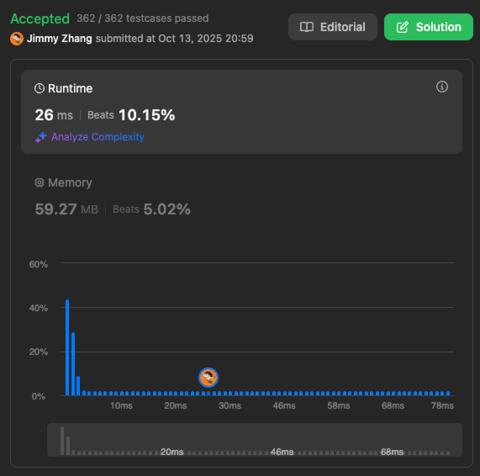 Accepted 362 / 362 testcases passed
Jimmy Zhang submitted at Oct 13, 2025 20:59
Editorial
Solution
Runtime
26 ms Beats 10.15%
Analyze Complexity
Memory
59.27 MB Beats 5.02%
60%
40%
20%
0%
10ms 20ms 30ms 46ms 58ms 68ms 78ms
20ms 46ms 68ms